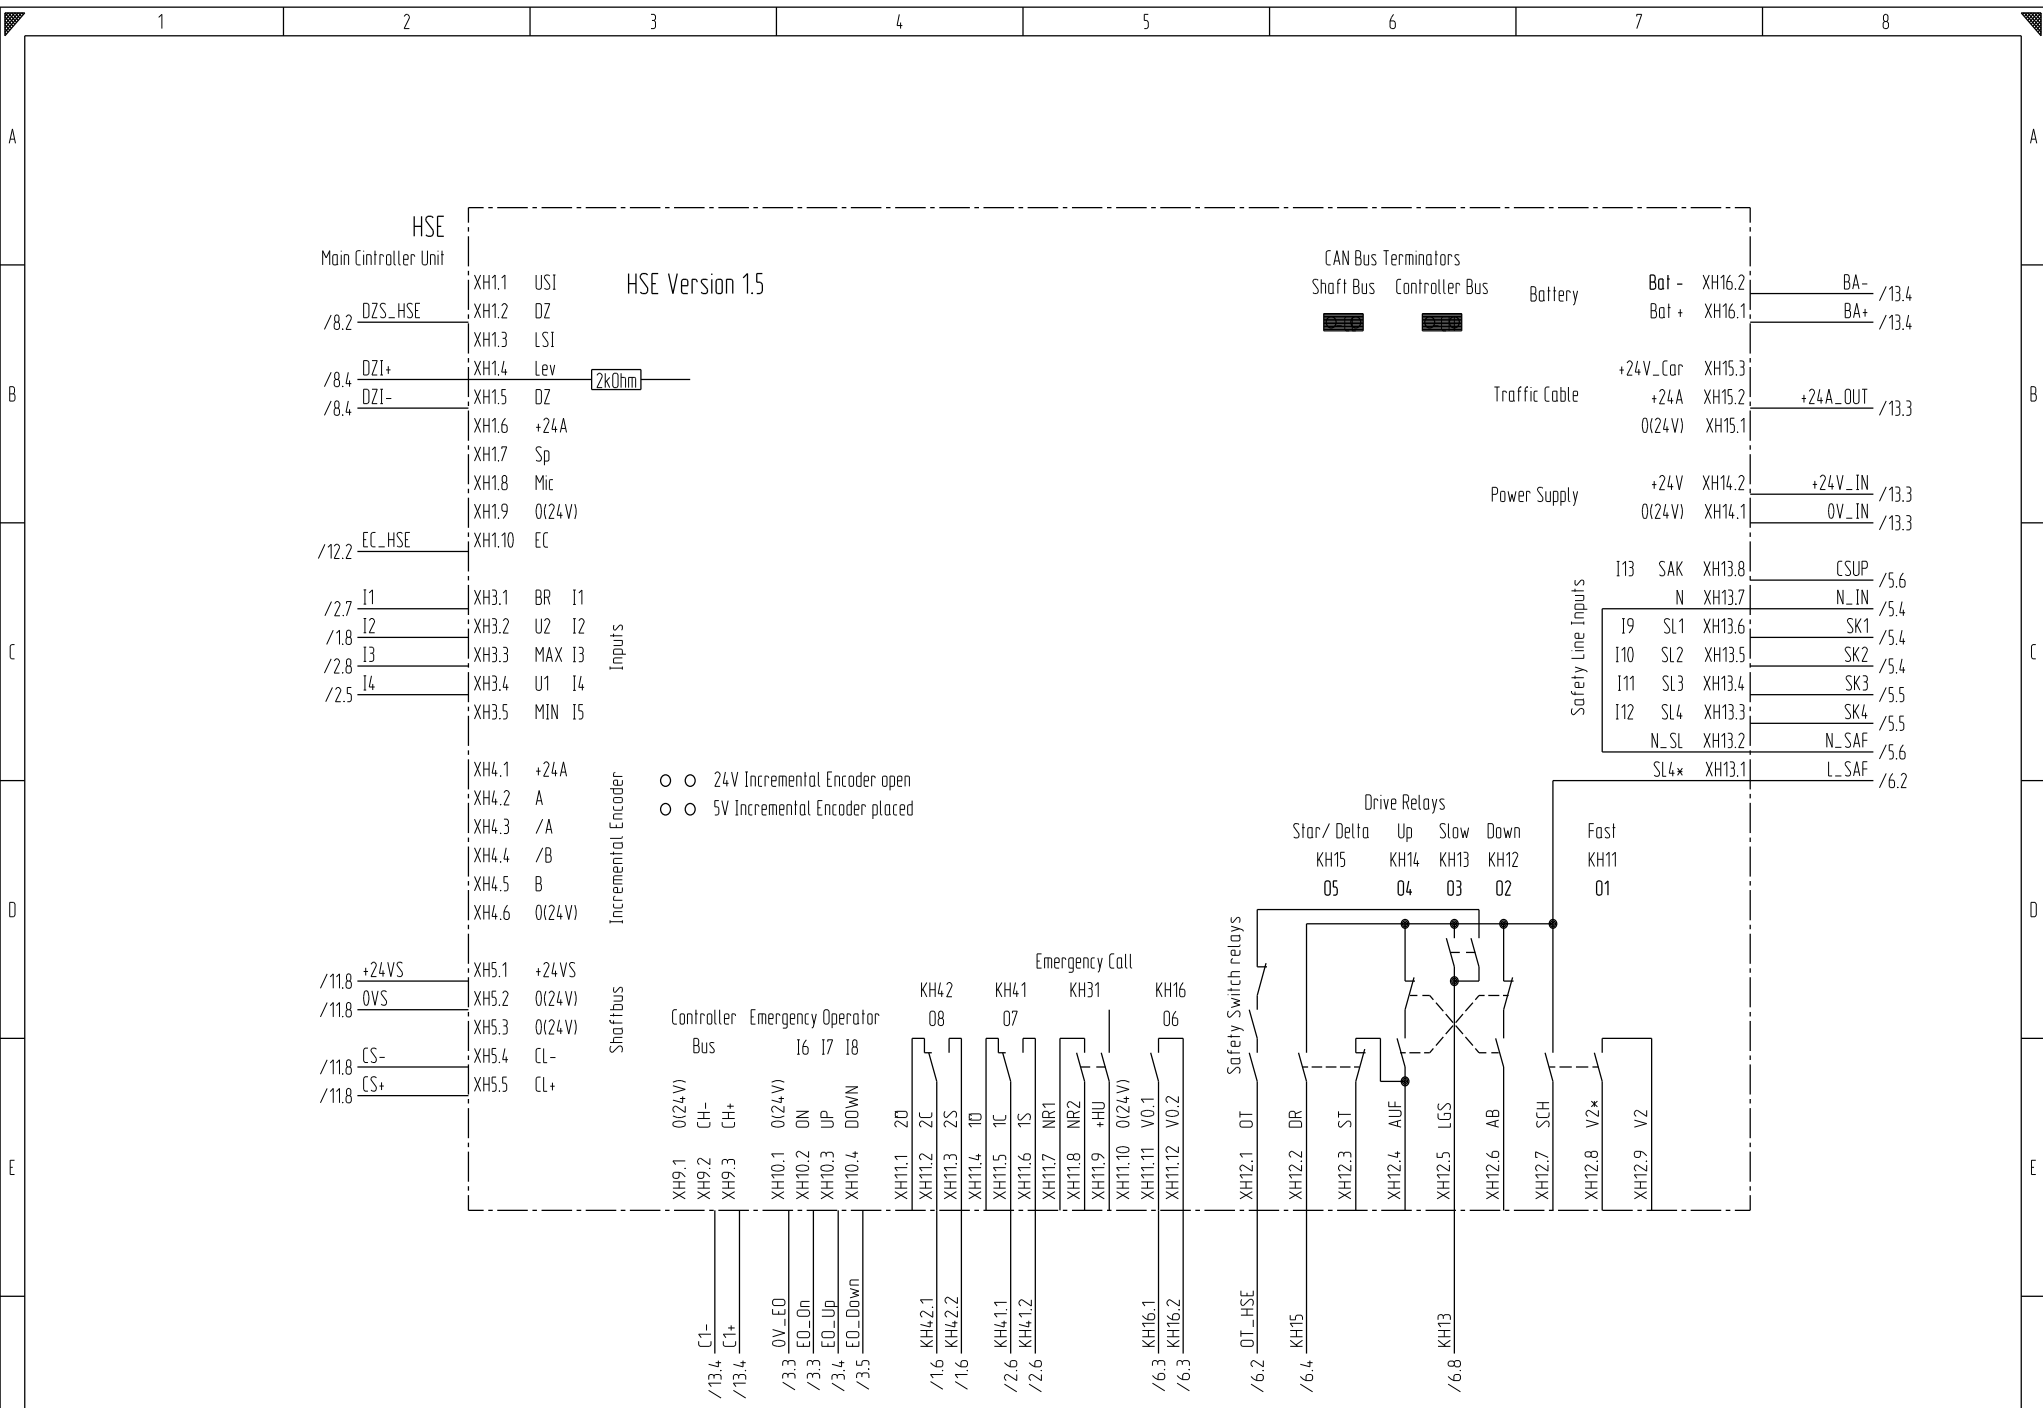 1 2 3 4 5 6 7 8
A A
HSE
Main Cintroller Unit
HSE Version 1.5
CAN Bus Terminators
Shaft Bus Controller Bus
XH1.1 USI
/8.2 DZS_HSE XH1.2 DZ
XH1.3 LSI
/8.4 DZI+ XH1.4 Lev 2kOhm
/8.4 DZI- XH1.5 DZ
XH1.6 +24A
XH1.7 Sp
XH1.8 Mic
XH1.9 0(24V)
/12.2 EC_HSE XH1.10 EC
B B
Battery
Bat - XH16.2 BA- /13.4
Bat + XH16.1 BA+ /13.4
Traffic Cable
+24V_Car XH15.3
+24A XH15.2 +24A_OUT /13.3
0(24V) XH15.1
Power Supply
+24V XH14.2 +24V_IN /13.3
0(24V) XH14.1 0V_IN /13.3
/2.7 I1 XH3.1 BR I1
/1.8 I2 XH3.2 U2 I2
/2.8 I3 XH3.3 MAX I3
/2.5 I4 XH3.4 U1 I4
XH3.5 MIN I5
Inputs
C C
Safety Line Inputs
I13 SAK XH13.8 CSUP /5.6
N XH13.7 N_IN /5.4
I9 SL1 XH13.6 SK1 /5.4
I10 SL2 XH13.5 SK2 /5.4
I11 SL3 XH13.4 SK3 /5.5
I12 SL4 XH13.3 SK4 /5.5
N_SL XH13.2 N_SAF /5.6
SL4* XH13.1 L_SAF /6.2
XH4.1 +24A
XH4.2 A
XH4.3 /A
XH4.4 /B
XH4.5 B
XH4.6 0(24V)
Incremental Encoder
24V Incremental Encoder open
5V Incremental Encoder placed
D D
Drive Relays
Star/ Delta Up Slow Down Fast
KH15 KH14 KH13 KH12 KH11
O5 O4 O3 O2 O1
/11.8 +24VS XH5.1 +24VS
/11.8 0VS XH5.2 0(24V)
XH5.3 0(24V)
/11.8 CS- XH5.4 CL-
/11.8 CS+ XH5.5 CL+
Shaftbus
Controller
Bus
Emergency Operator
I6 I7 I8
Emergency Call
KH42 KH41 KH31 KH16
O8 O7 O6
Safety Switch relays
E E
XH9.1 0(24V)
XH9.2 CH-
XH9.3 CH+
XH10.1 0(24V)
XH10.2 ON
XH10.3 UP
XH10.4 DOWN
XH11.1 2Ö
XH11.2 2C
XH11.3 2S
XH11.4 1Ö
XH11.5 1C
XH11.6 1S
XH11.7 NR1
XH11.8 NR2
XH11.9 +HU
XH11.10 0(24V)
XH11.11 V0.1
XH11.12 V0.2
XH12.1 OT
XH12.2 DR
XH12.3 ST
XH12.4 AUF
XH12.5 LGS
XH12.6 AB
XH12.7 SCH
XH12.8 V2*
XH12.9 V2
/13.4 C1-
/13.4 C1+
/3.3 0V_EO
/3.3 EO_On
/3.4 EO_Up
/3.5 EO_Down
/1.6 KH42.1
/1.6 KH42.2
/2.6 KH41.1
/2.6 KH41.2
/6.3 KH16.1
/6.3 KH16.2
/6.2 OT_HSE
/6.4 KH15
/6.8 KH13